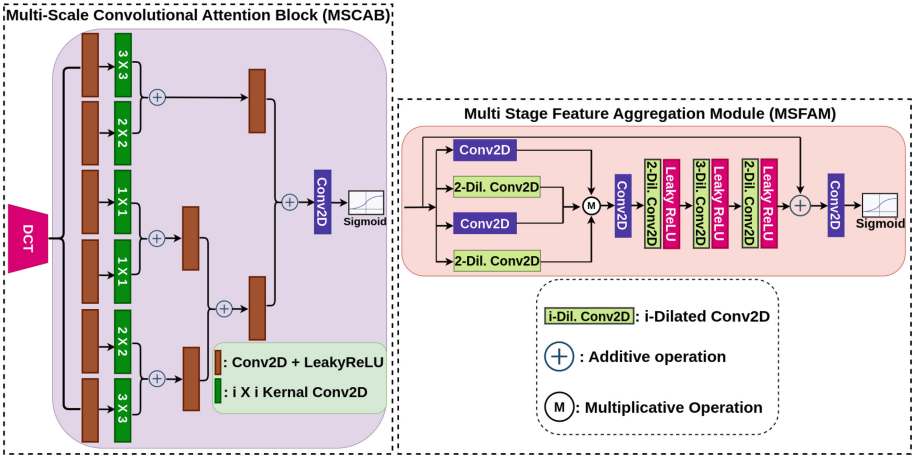 Multi-Scale Convolutional Attention Block (MSCAB)
DCT
3 X 3
2 X 2
1 X 1
1 X 1
2 X 2
3 X 3
Conv2D
Sigmoid
: Conv2D + LeakyReLU
: i X i Kernal Conv2D
Multi Stage Feature Aggregation Module (MSFAM)
Conv2D
2-Dil. Conv2D
Conv2D
2-Dil. Conv2D
M
Conv2D
2-Dil. Conv2D
Leaky ReLU
3-Dil. Conv2D
Leaky ReLU
2-Dil. Conv2D
Leaky ReLU
Conv2D
Sigmoid
i-Dil. Conv2D: i-Dilated Conv2D
: Additive operation
M: Multiplicative Operation